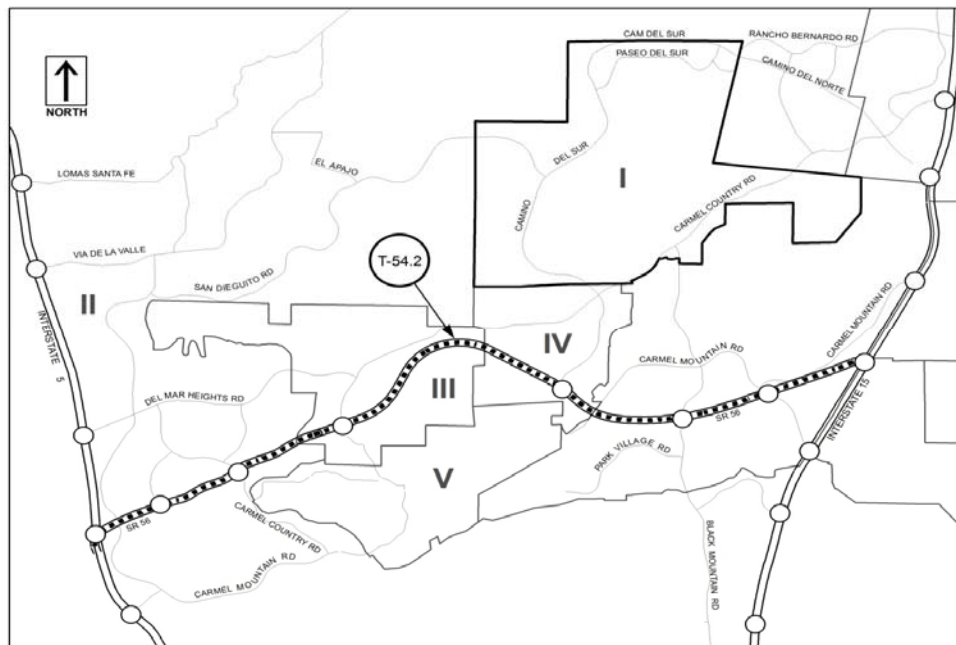 CAM DEL SUR
RANCHO BERNARDO RD
PASEO DEL SUR
CAMINO DEL NORTE
NORTH
EL APAJO
DEL SUR
LOMAS SANTA FE
I
CARMEL COUNTRY RD
CAMINO
VIA DE LA VALLE
T-54.2
SAN DIEGUITO RD
II
INTERSTATE 5
CARMEL MOUNTAIN RD
IV
CARMEL MOUNTAIN RD
III
DEL MAR HEIGHTS RD
SR 56
INTERSTATE 15
PARK VILLAGE RD
V
SR 56
CARMEL COUNTRY RD
BLACK MOUNTAIN RD
CARMEL MOUNTAIN RD